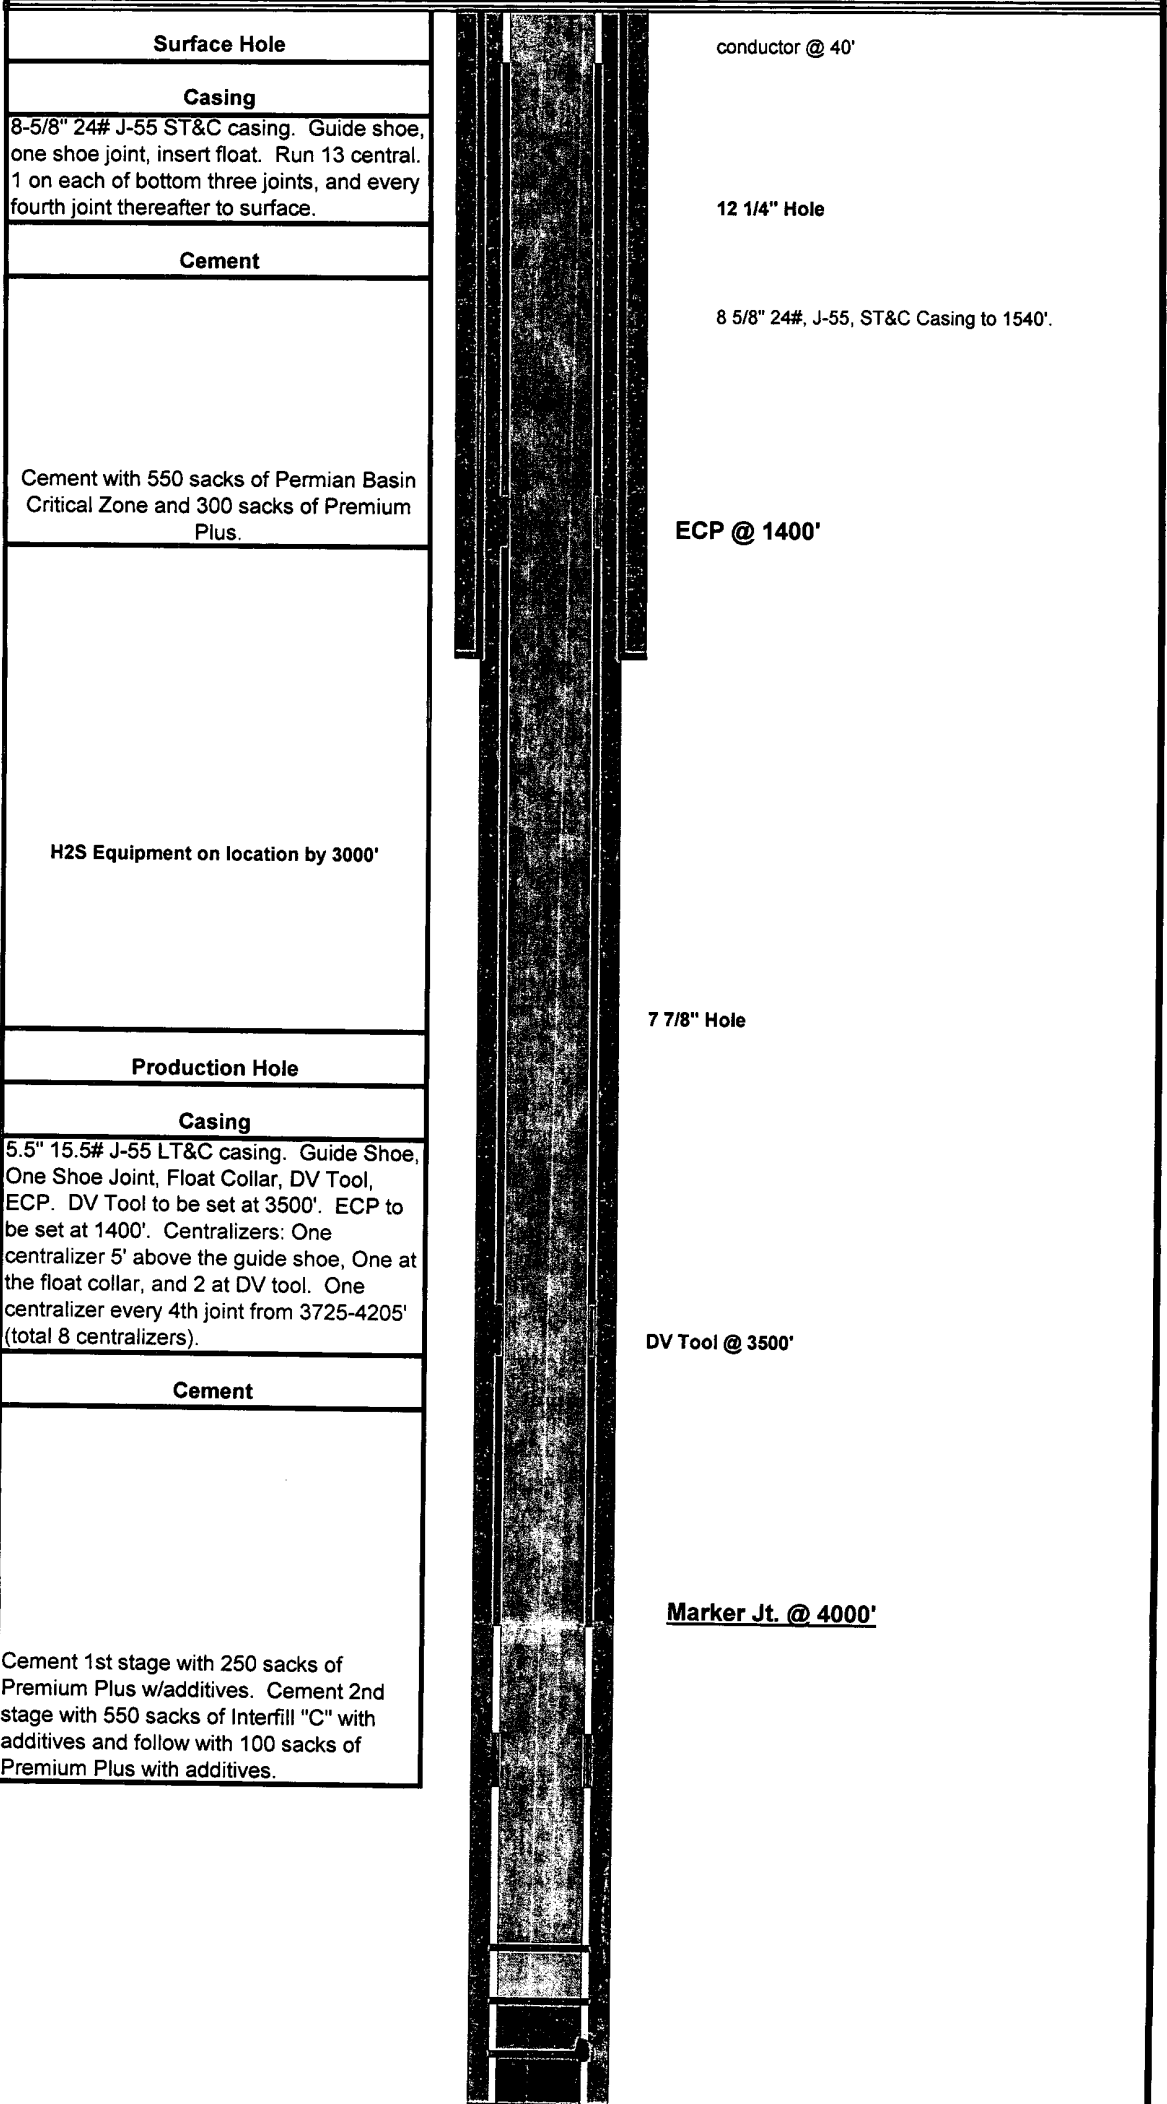 Surface Hole
Casing
8-5/8" 24# J-55 ST&C casing. Guide shoe,
one shoe joint, insert float. Run 13 central.
1 on each of bottom three joints, and every
fourth joint thereafter to surface.
Cement
Cement with 550 sacks of Permian Basin
Critical Zone and 300 sacks of Premium
Plus.
H2S Equipment on location by 3000'
Production Hole
Casing
5.5" 15.5# J-55 LT&C casing. Guide Shoe,
One Shoe Joint, Float Collar, DV Tool,
ECP. DV Tool to be set at 3500'. ECP to
be set at 1400'. Centralizers: One
centralizer 5' above the guide shoe, One at
the float collar, and 2 at DV tool. One
centralizer every 4th joint from 3725-4205'
(total 8 centralizers).
Cement
Cement 1st stage with 250 sacks of
Premium Plus w/additives. Cement 2nd
stage with 550 sacks of Interfill "C" with
additives and follow with 100 sacks of
Premium Plus with additives.
conductor @ 40'
12 1/4" Hole
8 5/8" 24#, J-55, ST&C Casing to 1540'.
ECP @ 1400'
7 7/8" Hole
DV Tool @ 3500'
Marker Jt. @ 4000'